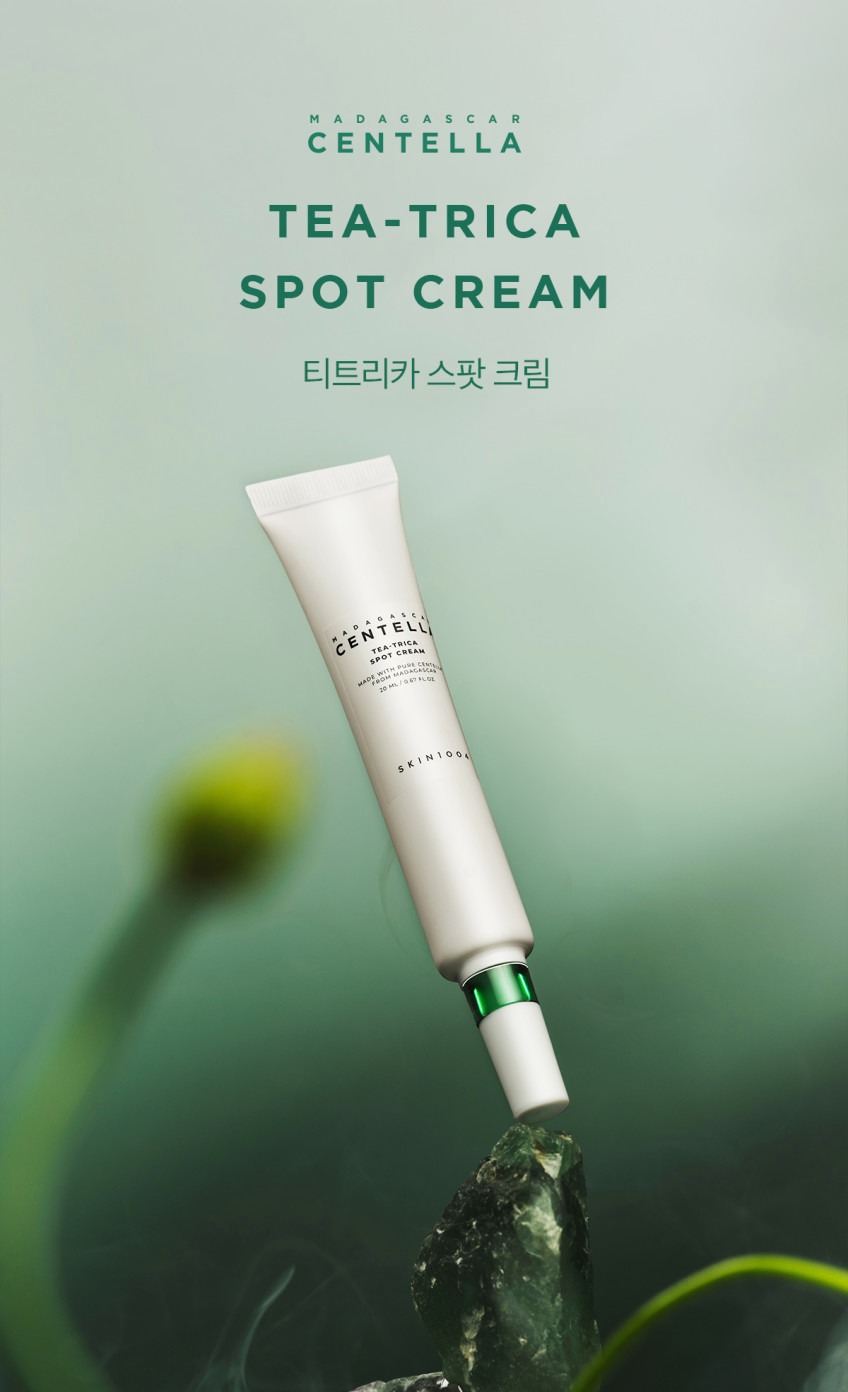 MADAGASCAR
CENTELLA
TEA-TRICA
SPOT CREAM
티트리카 스팟 크림
MADAGASCAR
CENTELLA
TEA-TRICA
SPOT CREAM
MADE WITH PURE CENTELLA
FROM MADAGASCAR
20 ML / 0.67 FL.OZ.
SKIN1004